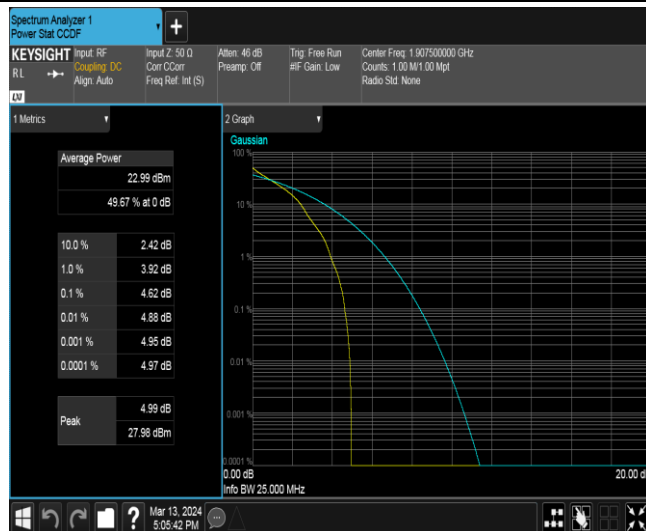 Spectrum Analyzer 1
Power Stat CCDF
+
KEYSIGHT
RL
Input: RF
Coupling: DC
Align: Auto
Input Z: 50 Ω
Corr CCorr
Freq Ref: Int (S)
Atten: 46 dB
Preamp: Off
Trig: Free Run
#IF Gain: Low
Center Freq: 1.907500000 GHz
Counts: 1.00 M/1.00 Mpt
Radio Std: None
LXI
1 Metrics
Average Power
22.99 dBm
49.67 % at 0 dB
10.0 % 2.42 dB
1.0 % 3.92 dB
0.1 % 4.62 dB
0.01 % 4.88 dB
0.001 % 4.95 dB
0.0001 % 4.97 dB
Peak
4.99 dB
27.98 dBm
2 Graph
Gaussian
100 %
10 %
1 %
0.1 %
0.01 %
0.001 %
0.0001 %
0.00 dB
20.00 d
Info BW 25.000 MHz
?
Mar 13, 2024
5:05:42 PM